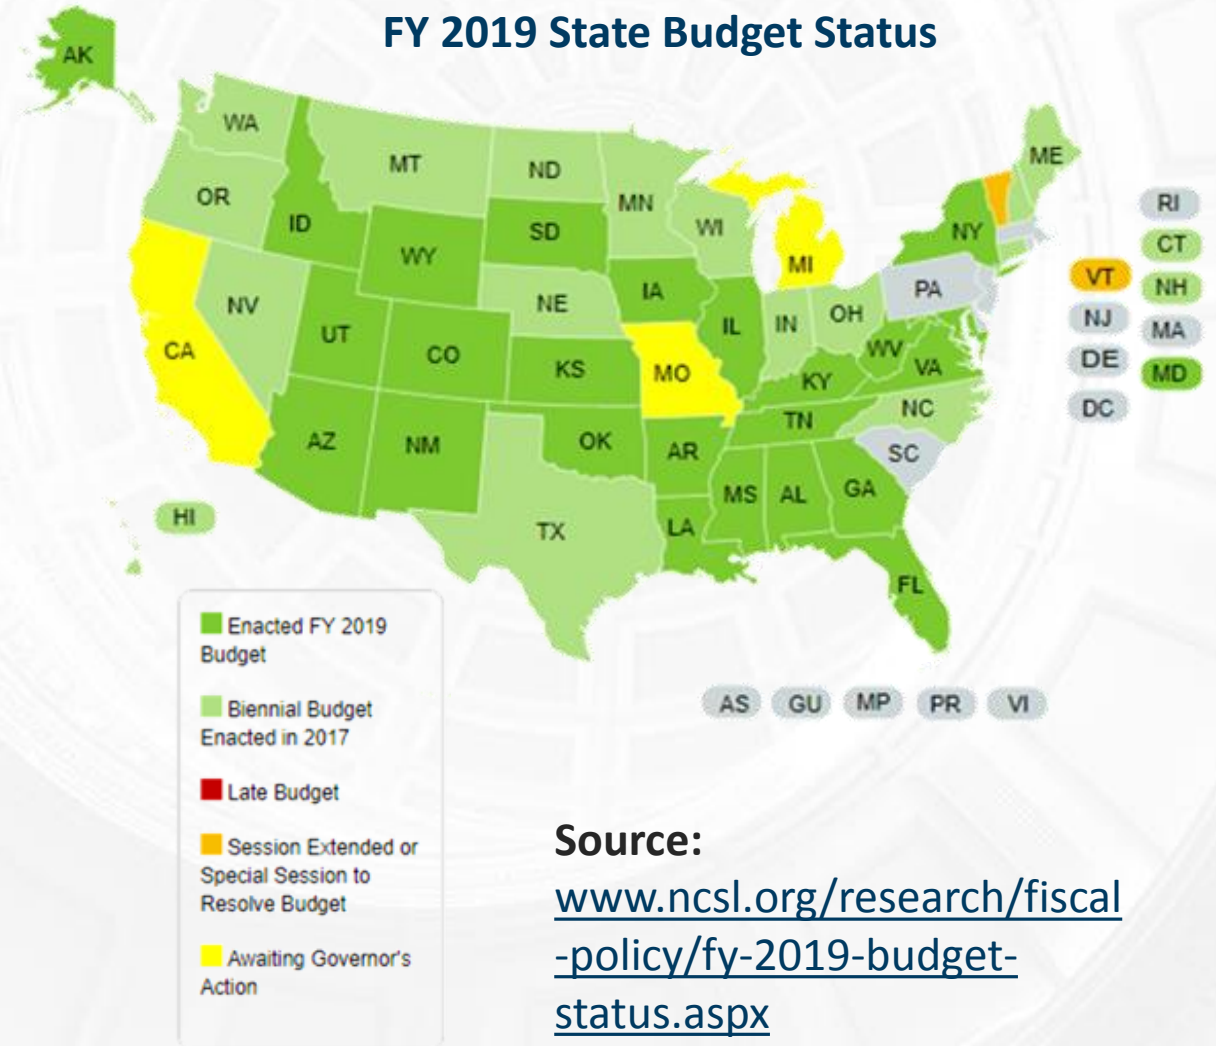 FY 2019 State Budget Status
AK
WA
MT
ND
MN
ME
OR
ID
SD
WI
NY
RI
WY
MI
CT
VT
NH
NV
NE
IA
PA
NJ
MA
UT
CO
IL
IN
OH
CA
KS
MO
WV
VA
DE
MD
KY
NC
DC
AZ
NM
OK
TN
AR
SC
MS
AL
GA
HI
TX
LA
FL
Enacted FY 2019
Budget
Biennial Budget
Enacted in 2017
Late Budget
Session Extended or
Special Session to
Resolve Budget
Awaiting Governor's
Action
AS
GU
MP
PR
VI
Source:
www.ncsl.org/research/fiscal
-policy/fy-2019-budget-
status.aspx